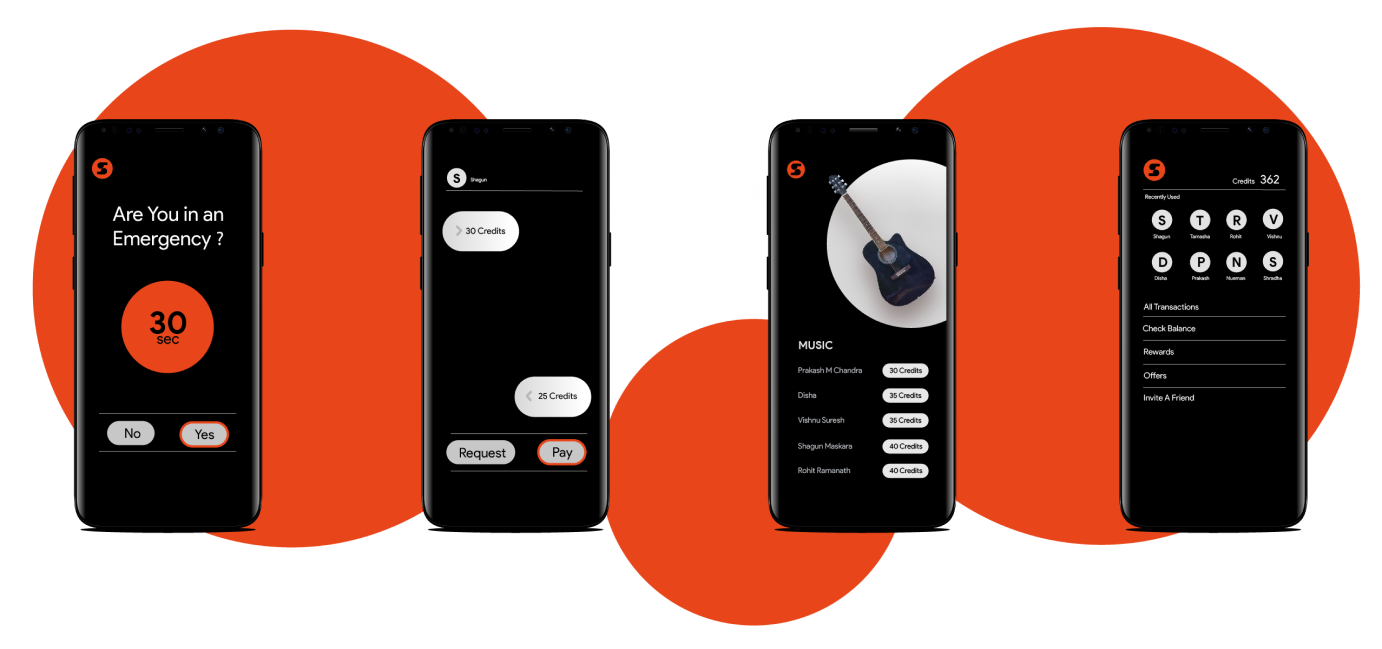 Are You in an
Emergency ?
30
sec
No
Yes
S
Shagun
30 Credits
25 Credits
Request
Pay
MUSIC
Prakash M Chandra
30 Credits
Disha
35 Credits
Vishnu Suresh
35 Credits
Shagun Maskara
40 Credits
Rohit Ramanath
40 Credits
Credits 362
Recently Used
S T R V
Shagun Tamasha Rohit Vishnu
D P N S
Disha Prakash Nueman Shradha
All Transactions
Check Balance
Rewards
Offers
Invite A Friend